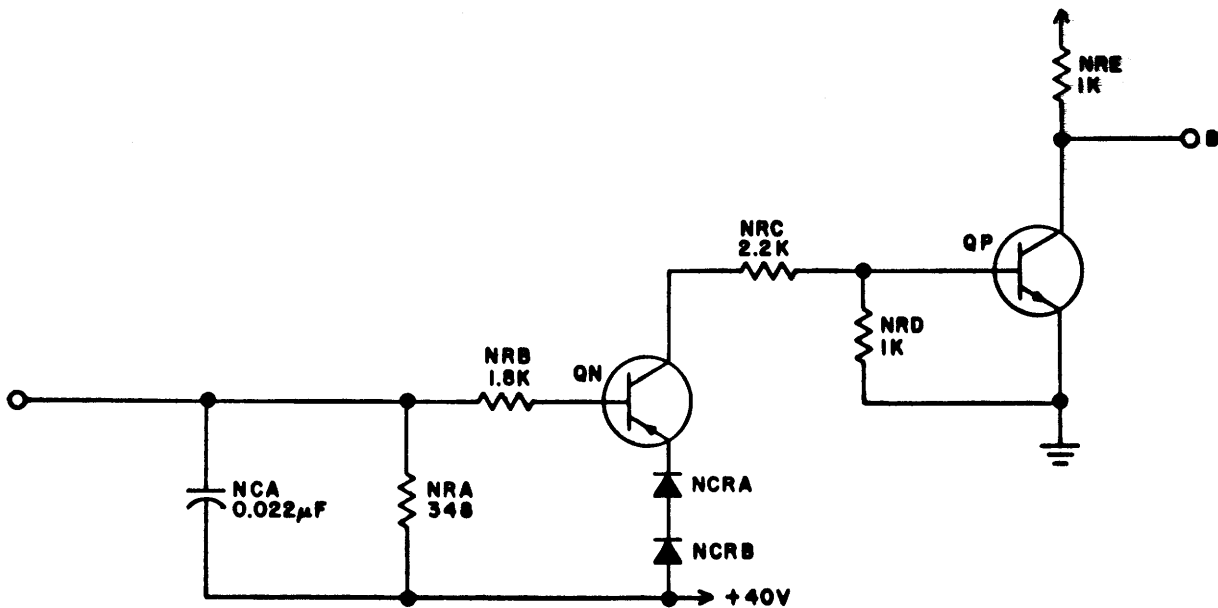 NRE
1K
B
NRC
2.2K
QP
NRD
1K
NRB
1.8K
QN
NCA
0.022µF
NRA
348
NCRA
NCRB
+40V